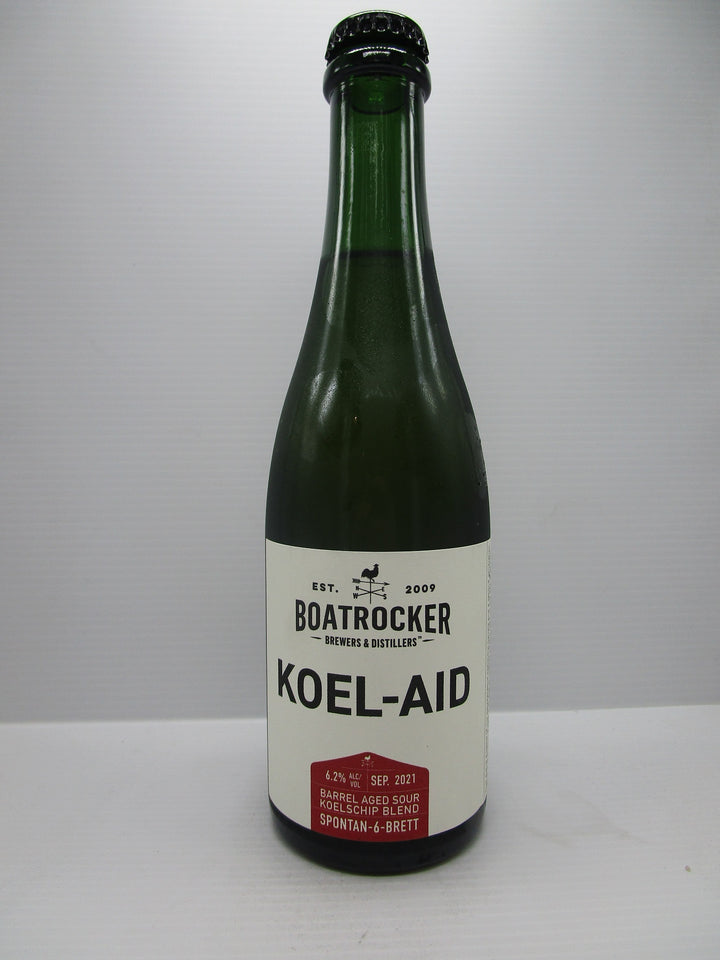 EST. 2009
N E
W S
BOATROCKER
BREWERS & DISTILLERS
KOEL-AID
6.2% ALC/VOL SEP. 2021
BARREL AGED SOUR
KOELSCHIP BLEND
SPONTAN-6-BRETT